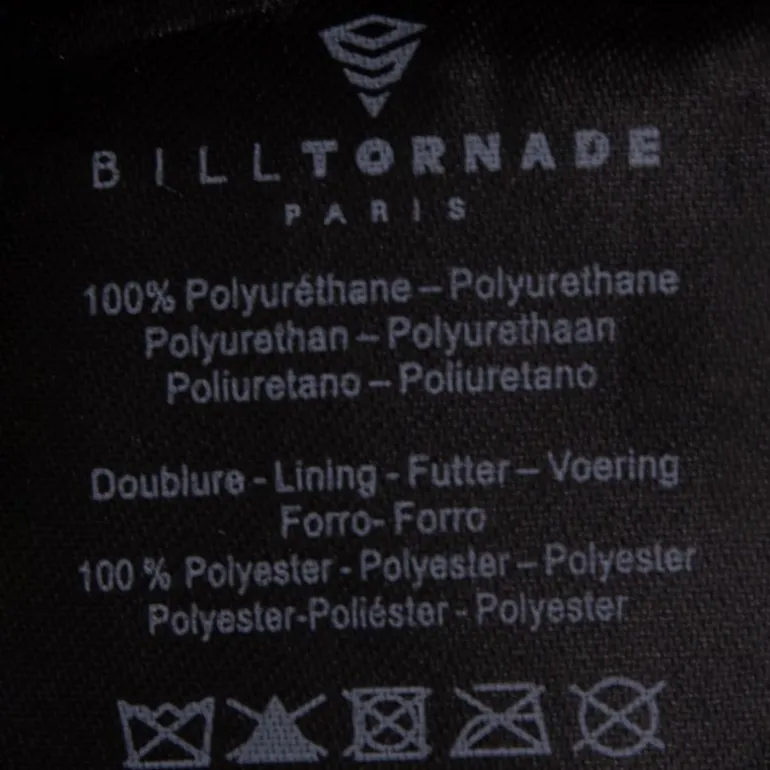 BILLTORNADE
PARIS
100% Polyuréthane – Polyurethane
Polyurethan – Polyurethaan
Poliuretano – Poliuretano
Doublure - Lining - Futter – Voering
Forro- Forro
100 % Polyester - Polyester – Polyester
Polyester-Poliéster - Polyester